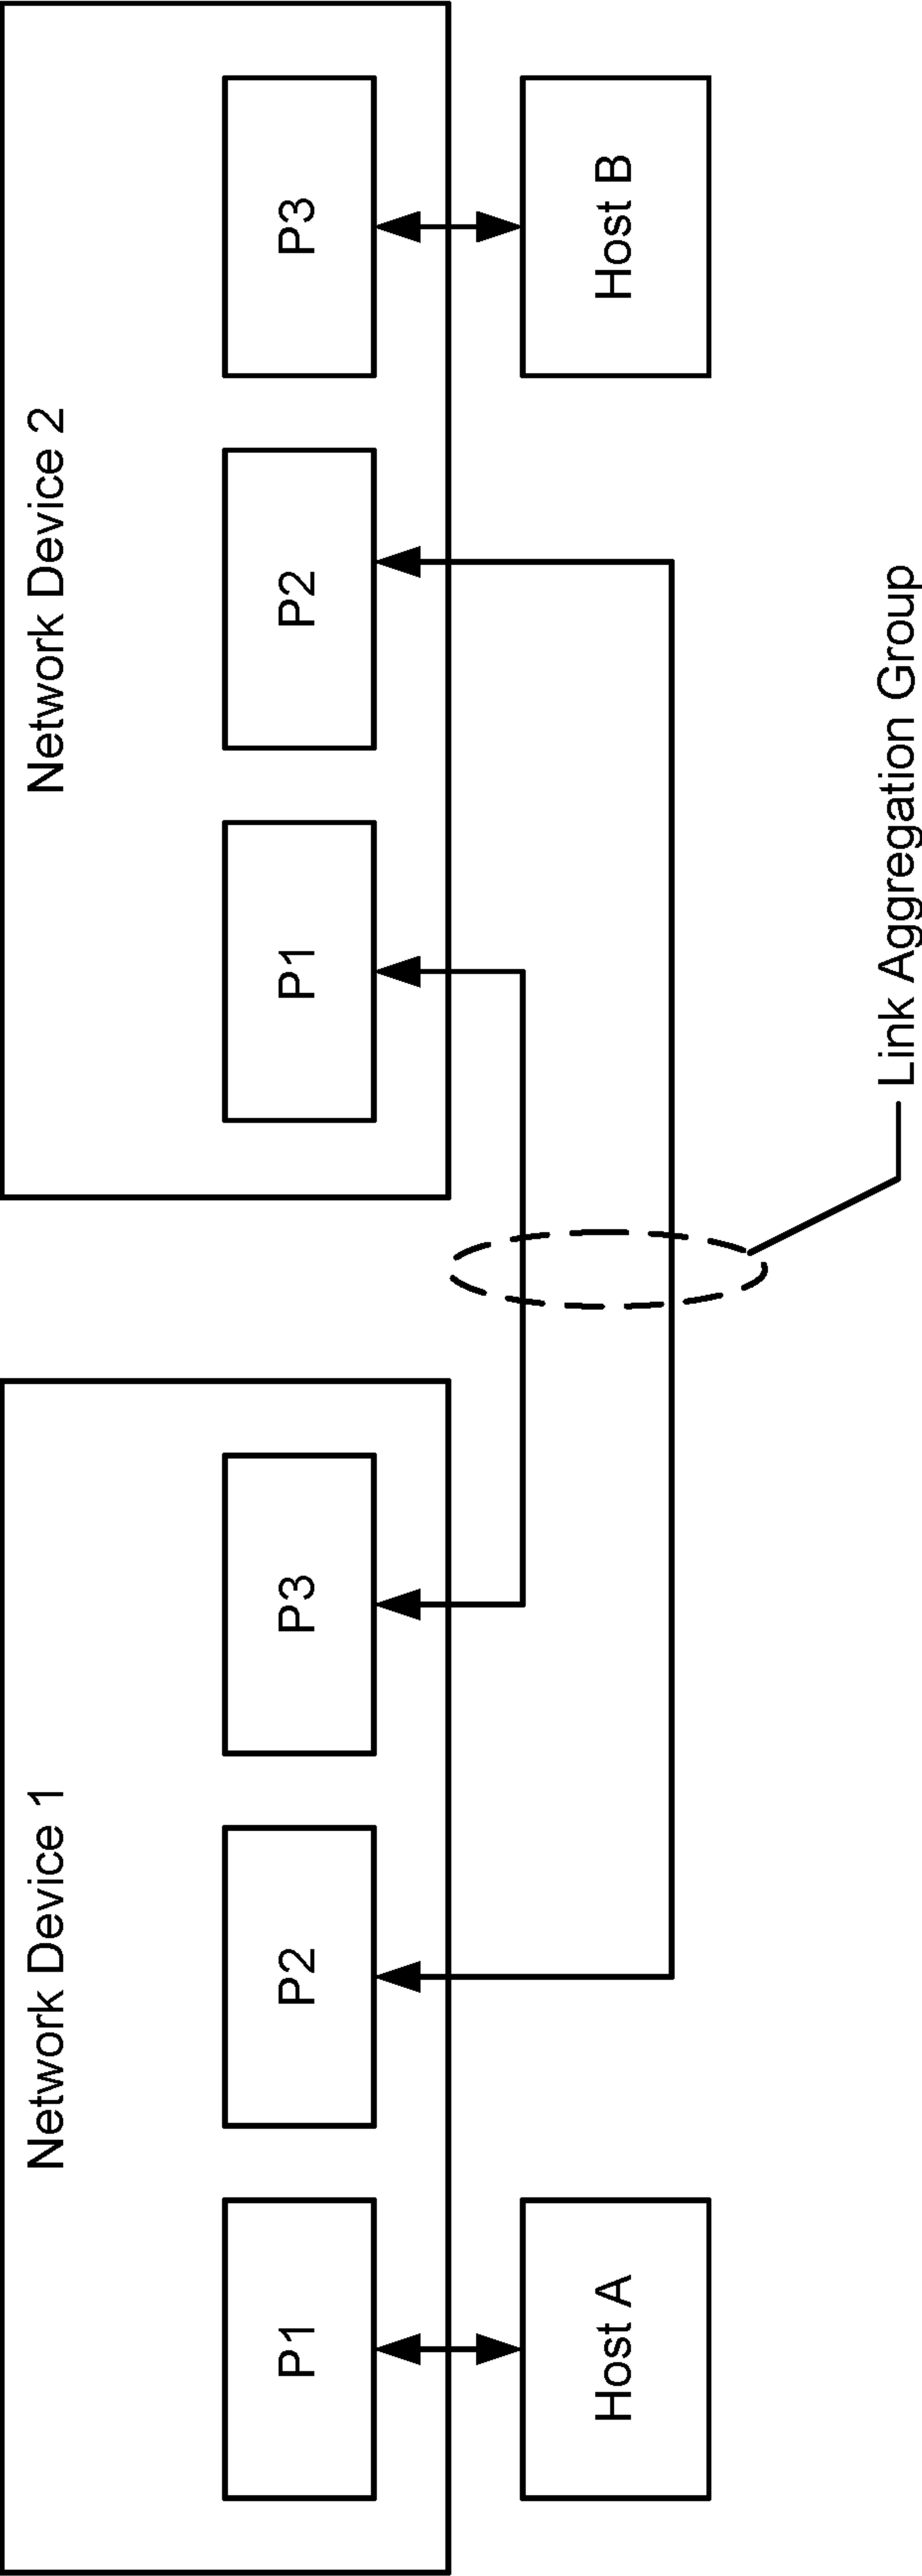 Network Device 1
Network Device 2
P1
P2
P3
P1
P2
P3
Host A
Host B
Link Aggregation Group